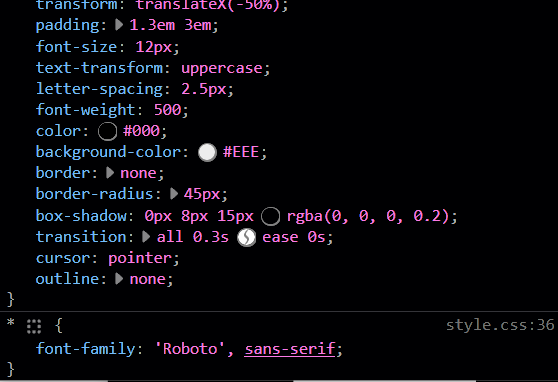 transform: translateX(-50%);
padding: 1.3em 3em;
font-size: 12px;
text-transform: uppercase;
letter-spacing: 2.5px;
font-weight: 500;
color: #000;
background-color: #EEE;
border: none;
border-radius: 45px;
box-shadow: 0px 8px 15px rgba(0, 0, 0, 0.2);
transition: all 0.3s ease 0s;
cursor: pointer;
outline: none;
}
* { style.css:36
font-family: 'Roboto', sans-serif;
}